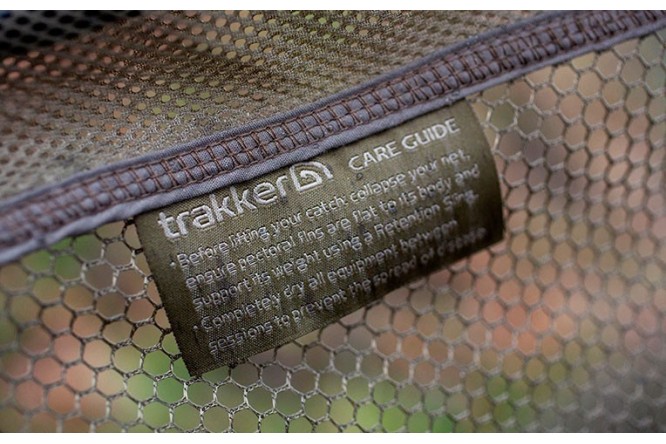 trakker CARE GUIDE
• Before lifting your catch: collapse your net,
ensure pectoral fins are flat to its body and
support its weight using a Retention Sling
• Completely dry all equipment between
sessions to prevent the spread of disease